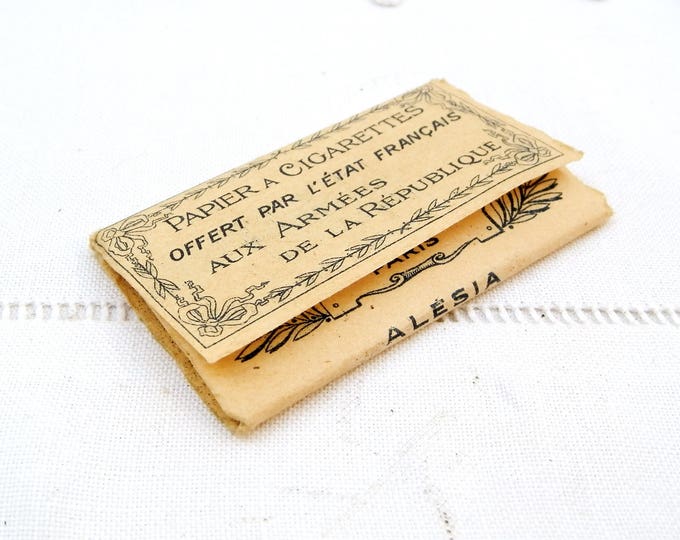 PAPIER A CIGARETTES
OFFERT PAR L'ÉTAT FRANÇAIS
AUX ARMÉES
DE LA RÉPUBLIQUE
PARIS
ALÉSIA